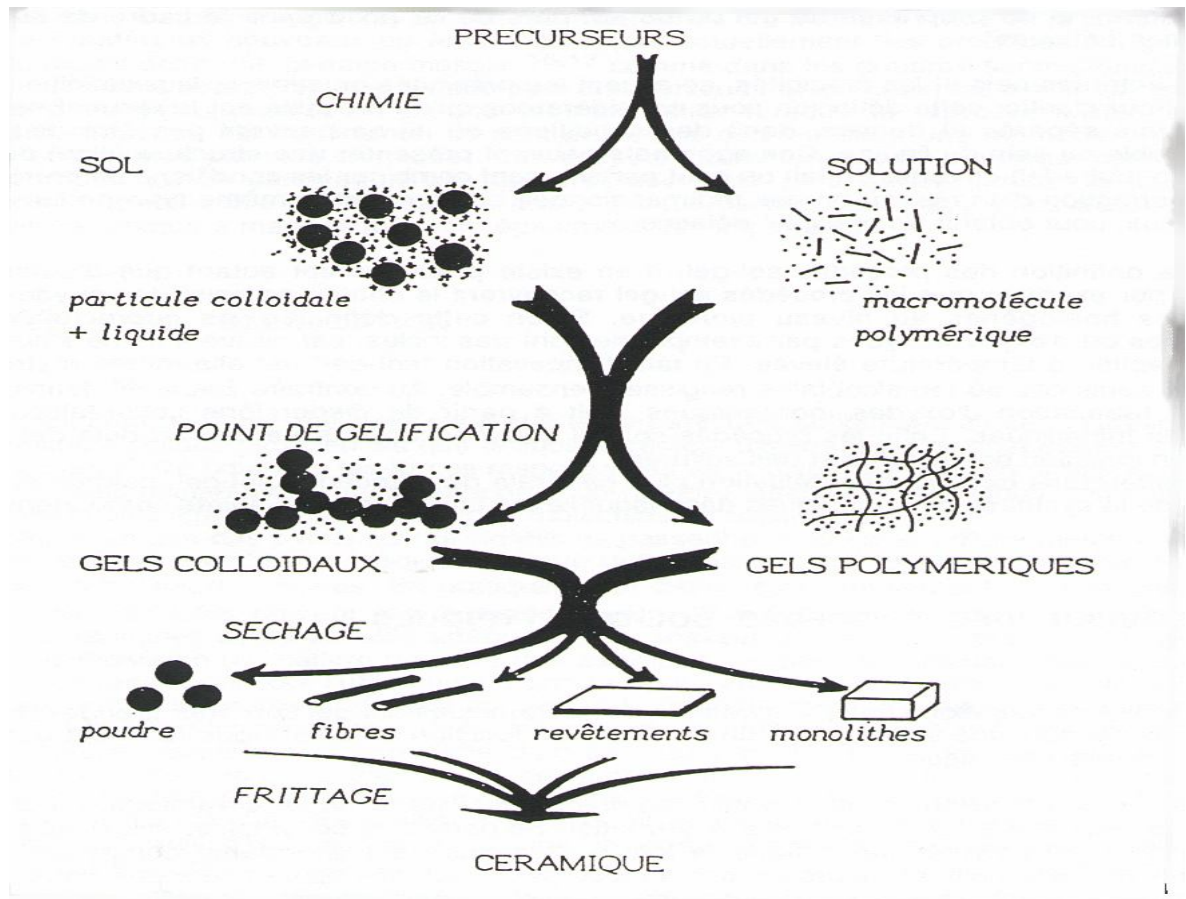 PRECURSEURS
CHIMIE
SOL
SOLUTION
particule colloïdale
+ liquide
macromolécule
polymérique
POINT DE GELIFICATION
GELS COLLOIDAUX
GELS POLYMERIQUES
SECHAGE
poudre
fibres
revêtements
monolithes
FRITTAGE
CERAMIQUE